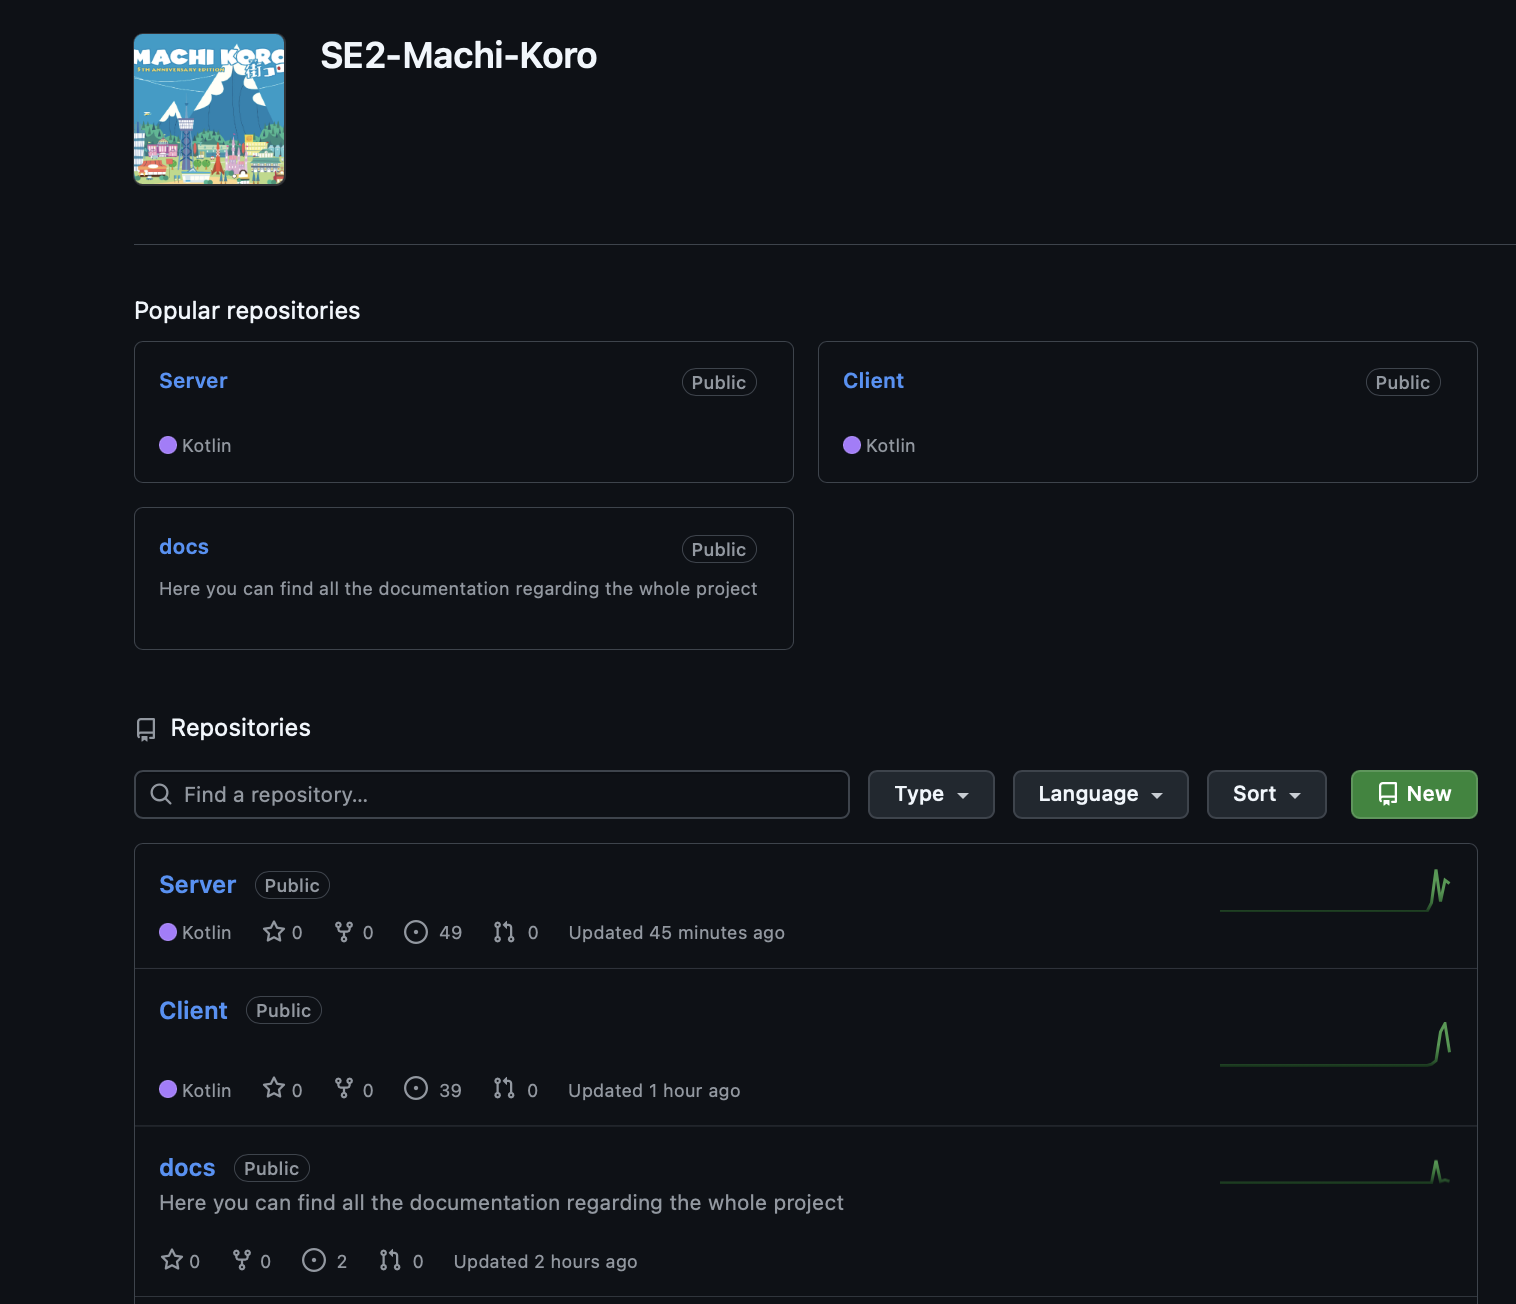 MACHI KORO
5TH ANNIVERSARY EDITION
SE2-Machi-Koro
Popular repositories
Server Public
Kotlin
Client Public
Kotlin
docs Public
Here you can find all the documentation regarding the whole project
Repositories
Find a repository...
Type
Language
Sort
New
Server Public
Kotlin 0 0 49 0 Updated 45 minutes ago
Client Public
Kotlin 0 0 39 0 Updated 1 hour ago
docs Public
Here you can find all the documentation regarding the whole project
0 0 2 0 Updated 2 hours ago